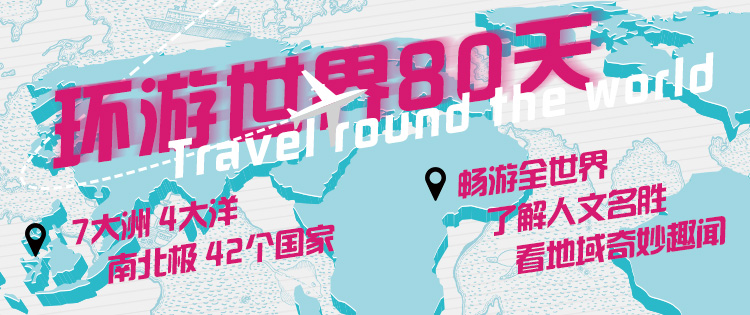 环游世界80天
Travel round the world
7大洲 4大洋
南北极 42个国家
畅游全世界
了解人文名胜
看地域奇妙趣闻